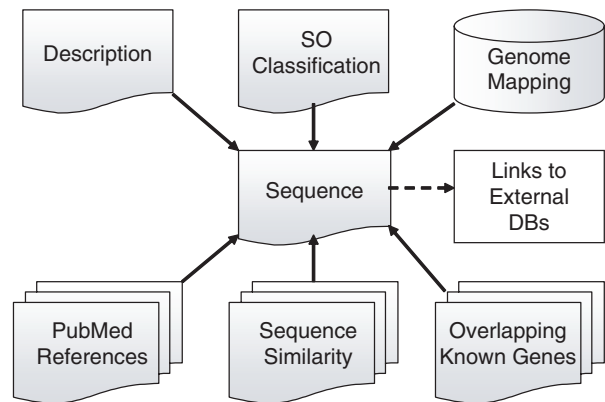 Description
SO
Classification
Genome
Mapping
Sequence
Links to
External
DBs
PubMed
References
Sequence
Similarity
Overlapping
Known Genes